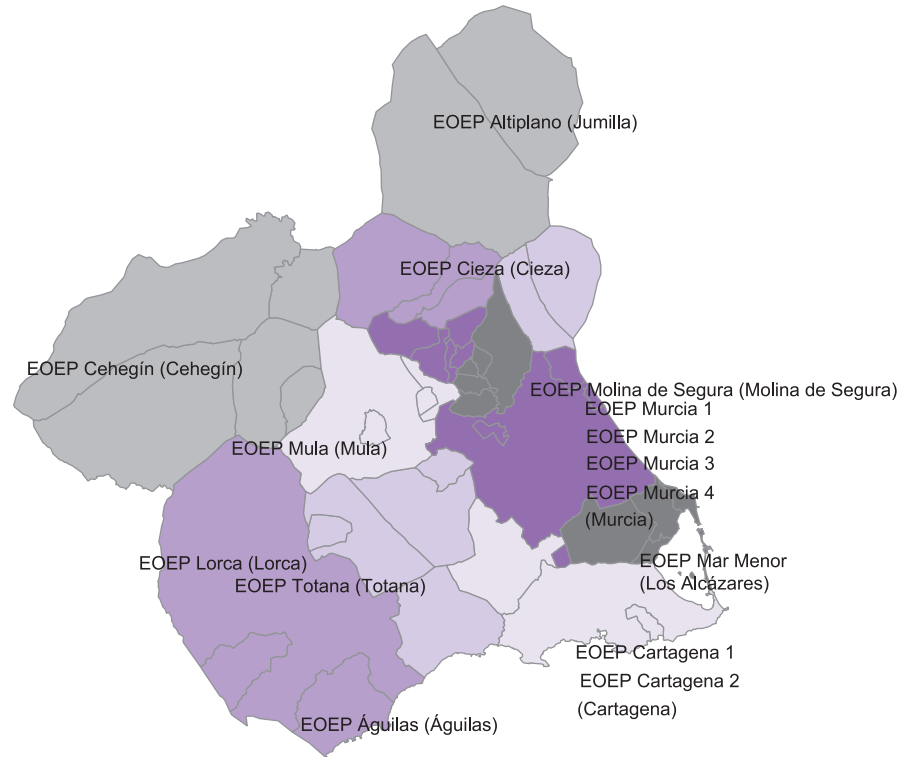 EOEP Altiplano (Jumilla)
EOEP Cieza (Cieza)
EOEP Cehegín (Cehegín)
EOEP Molina de Segura (Molina de Segura)
EOEP Murcia 1
EOEP Murcia 2
EOEP Mula (Mula)
EOEP Murcia 3
EOEP Murcia 4
(Murcia)
EOEP Lorca (Lorca)
EOEP Mar Menor
(Los Alcázares)
EOEP Totana (Totana)
EOEP Cartagena 1
EOEP Cartagena 2
(Cartagena)
EOEP Águilas (Águilas)